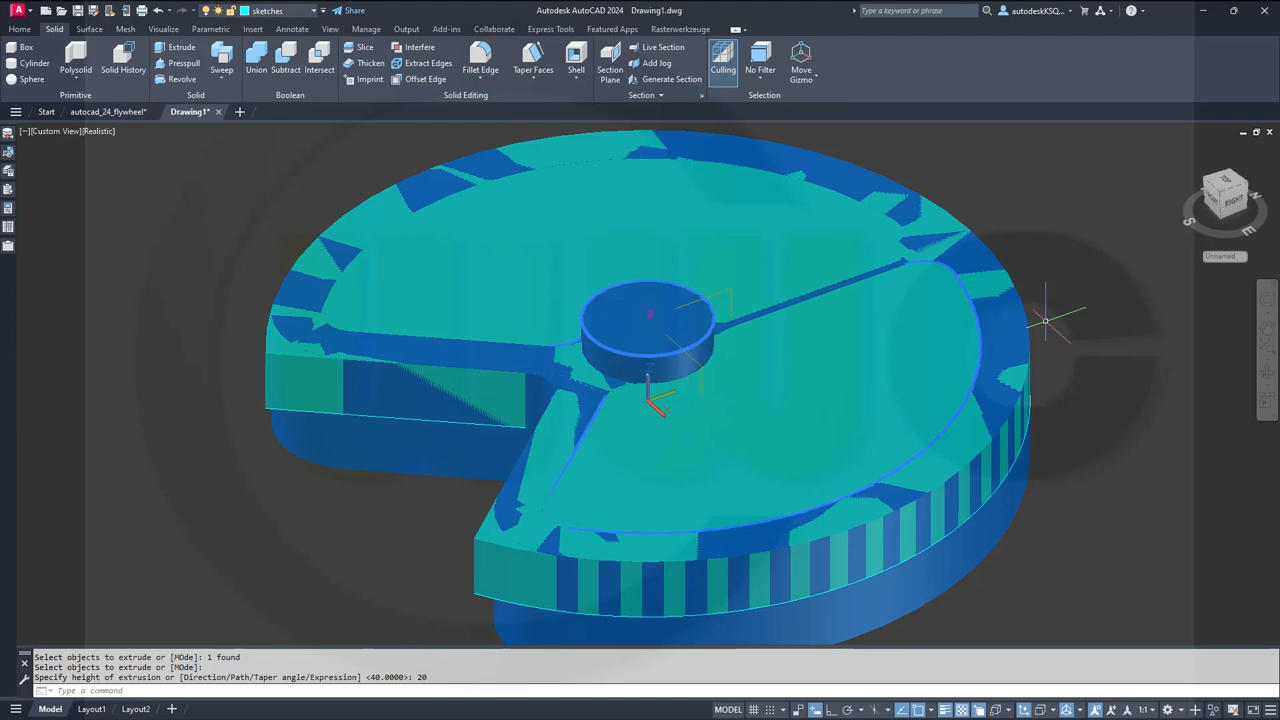 sketches
Share
Autodesk AutoCAD 2024 Drawing1.dwg
Type a keyword or phrase
autodeskKSQ...
Home Solid Surface Mesh Visualize Parametric Insert Annotate View Manage Output Add-ins Collaborate Express Tools Featured Apps Rasterwerkzeuge
Box
Cylinder
Sphere
Polysolid
Solid History
Extrude
Presspull
Revolve
Sweep
Union
Subtract
Intersect
Slice
Thicken
Imprint
Interfere
Extract Edges
Offset Edge
Fillet Edge
Taper Faces
Shell
Section
Plane
Live Section
Add Jog
Generate Section
Culling
No Filter
Move
Gizmo
Primitive
Solid
Boolean
Solid Editing
Section
Selection
Start
autocad_24_flywheel*
Drawing1*
[−][Custom View][Realistic]
TOP
FRONT
RIGHT
N
S
E
Unnamed
Z
Select objects to extrude or [MOde]: 1 found
Select objects to extrude or [MOde]:
Specify height of extrusion or [Direction/Path/Taper angle/Expression] <40.0000>: 20
Type a command
Model Layout1 Layout2
MODEL
1:1